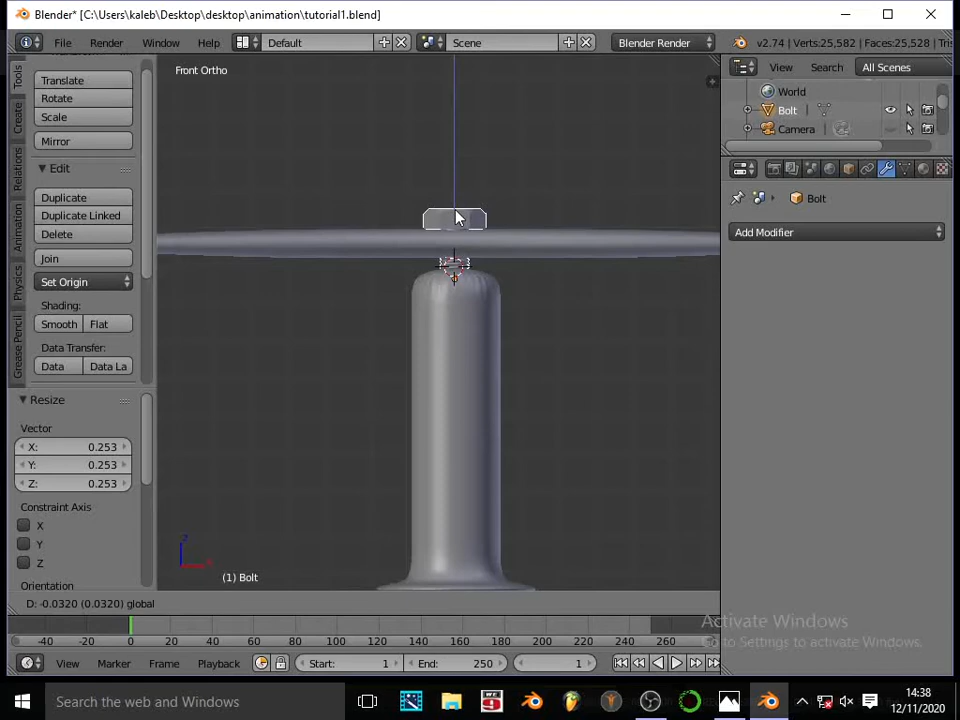 Blender* [C:\Users\kaleb\Desktop\desktop\animation\tutorial1.blend]
File Render Window Help Default Scene Blender Render v2.74 | Verts:25,582 | Faces:25,528 | Tris
Front Ortho
View Search All Scenes
World
Bolt
Camera
Bolt
Add Modifier
Tools
Create
Relations
Animation
Physics
Grease Pencil
Translate
Rotate
Scale
Mirror
Edit
Duplicate
Duplicate Linked
Delete
Join
Set Origin
Shading:
Smooth Flat
Data Transfer:
Data Data La
Resize
Vector
X: 0.253
Y: 0.253
Z: 0.253
Constraint Axis
X
Y
Z
Orientation
Z
(1) Bolt
D: -0.0320 (0.0320) global
-40 -20 0 20 40 60 80 100 120 140 160 180 200 220 240 260
View Marker Frame Playback Start: 1 End: 250 1
Activate Windows
Go to Settings to activate Windows.
Search the web and Windows
14:38
12/11/2020